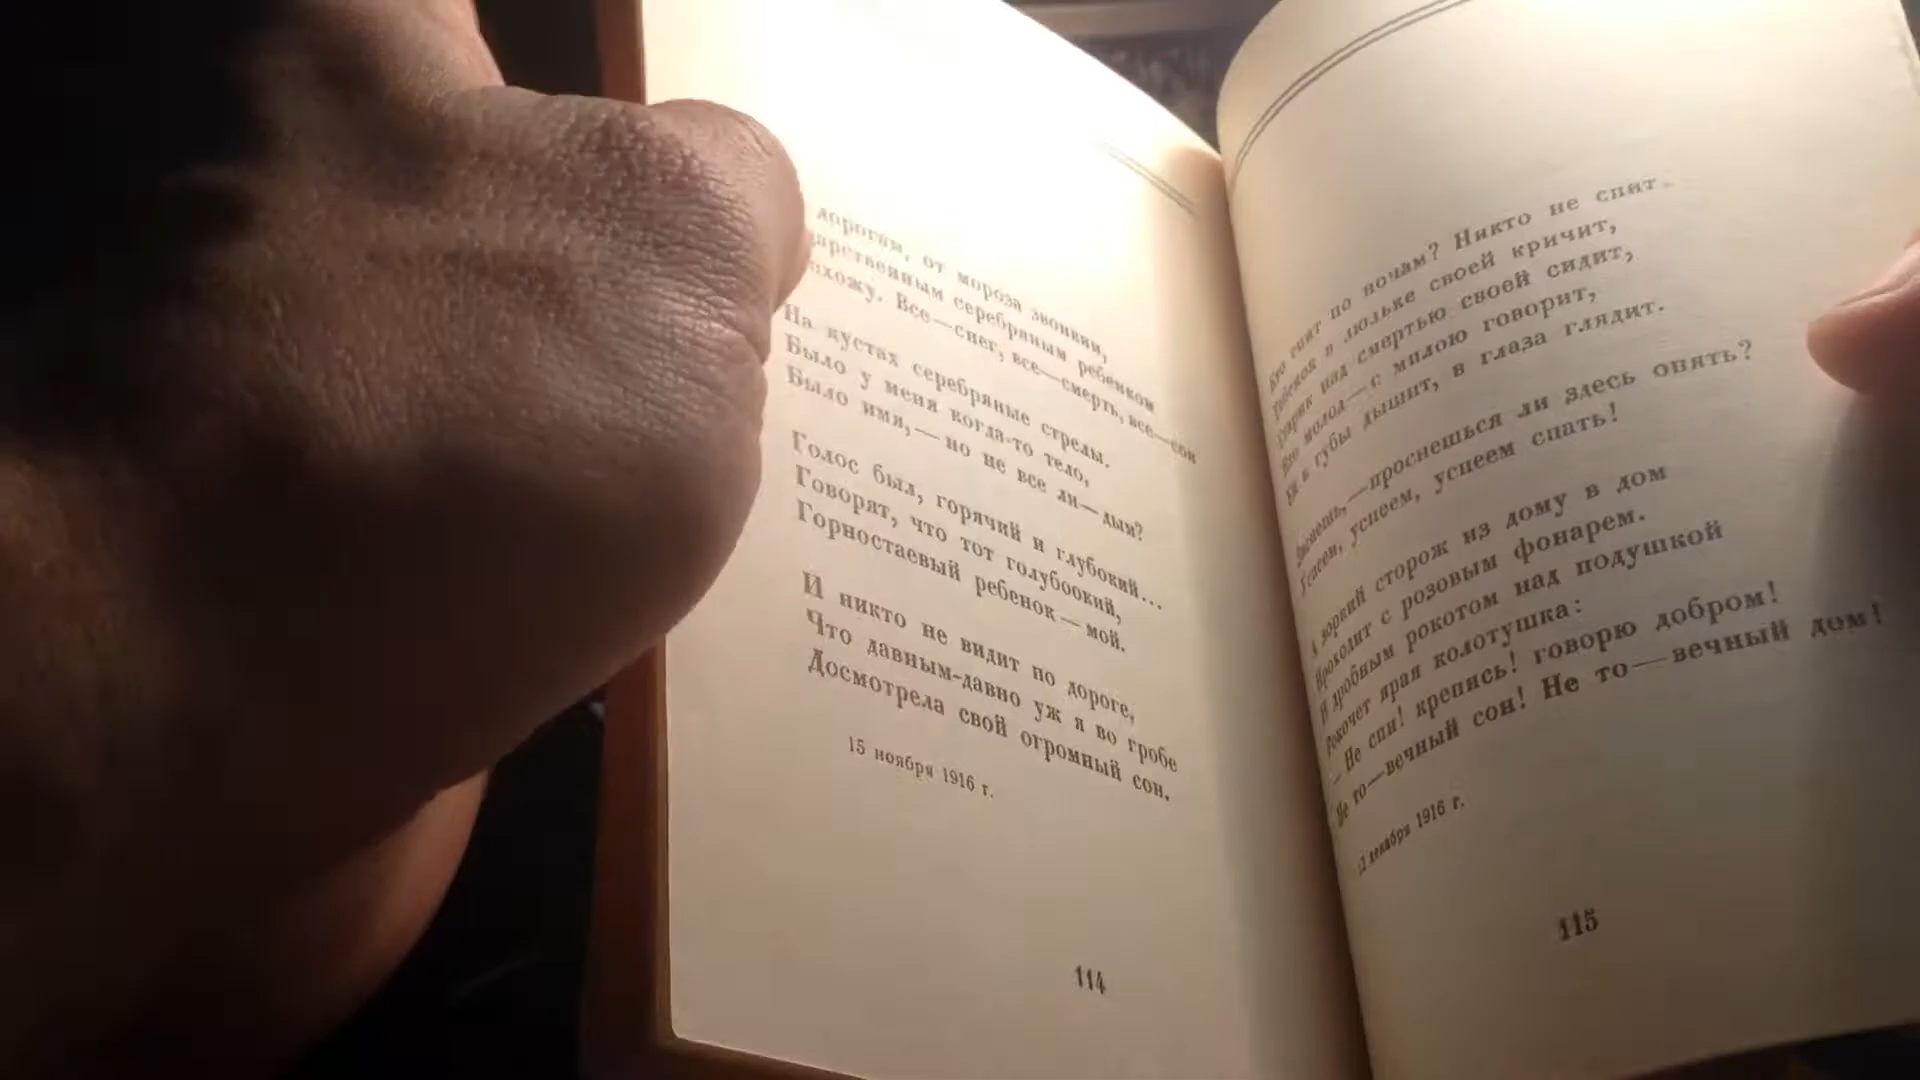 дорогам, от мороза звонким,
царственным серебряным ребенком
Прохожу. Все—снег, все—смерть, все—сон
На кустах серебряные стрелы.
Было у меня когда-то тело,
Было имя,—но не все ли—дым?
Голос был, горячий и глубокий...
Говорят, что тот голубоокий,
Горностаевый ребенок—мой.
И никто не видит по дороге,
Что давным-давно уж я во гробе
Досмотрела свой огромный сон.
15 ноября 1916 г.
114
Кто спит по ночам? Никто не спит.
Ребенок в люльке своей кричит,
Старик над смертью своей сидит,
Кто молод—с милою говорит,
Ей в губы дышит, в глаза глядит.
Заснешь,—проснешься ли здесь опять?
Успеем, успеем, успеем спать!
А зоркий сторож из дому в дом
Проходит с розовым фонарем.
И дробным рокотом над подушкой
Рокочет ярая колотушка:
— Не спи! крепись! говорю добром!
Не то—вечный сон! Не то—вечный дом!
12 декабря 1916 г.
115